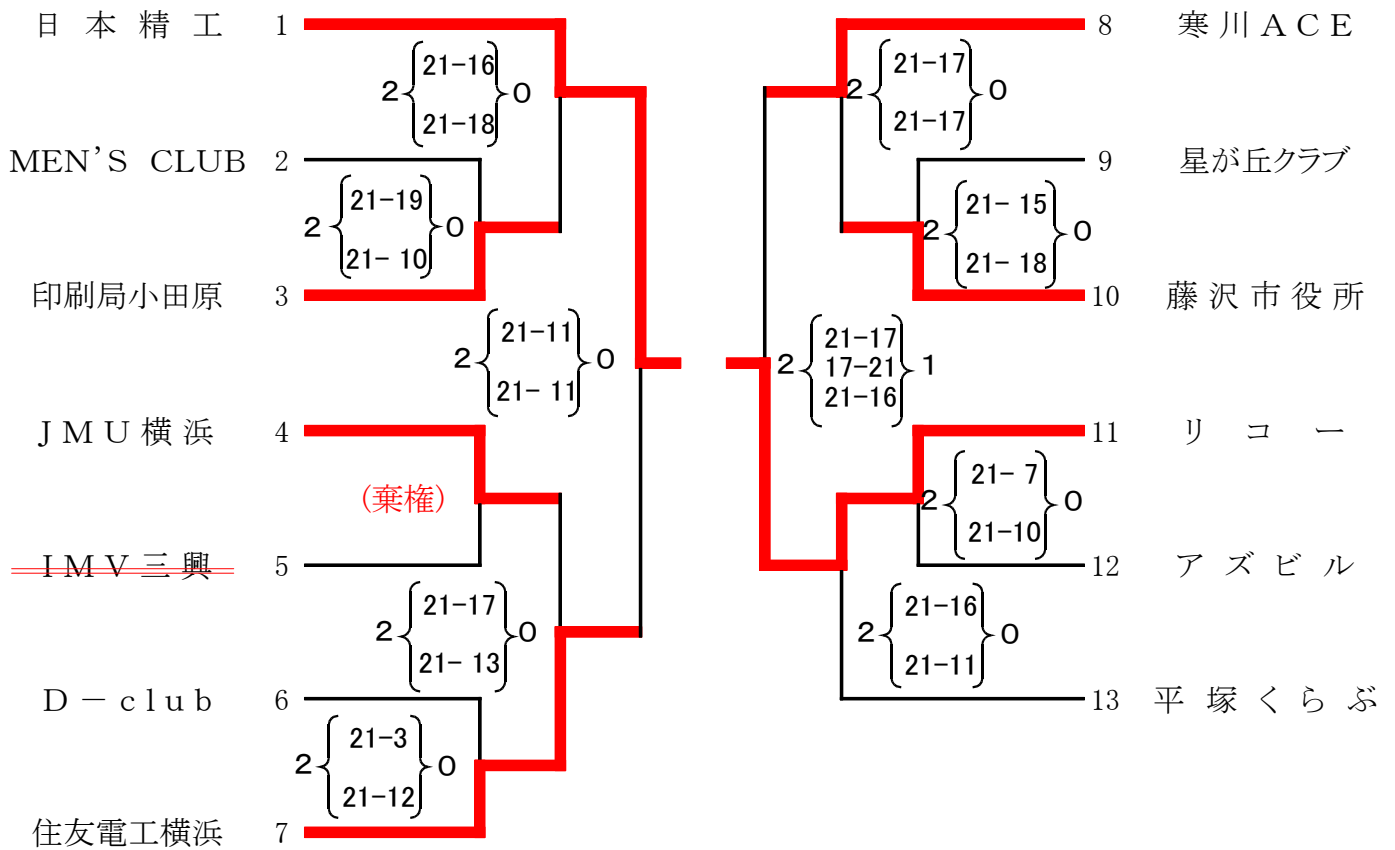 日本精工 1
2 21-16 0
21-18
MEN'S CLUB 2
2 21-19 0
21-10
印刷局小田原 3
2 21-11 0
21-11
JMU横浜 4
(棄権)
IMV三興 5
2 21-17 0
21-13
D-club 6
2 21-3 0
21-12
住友電工横浜 7
8 寒川ACE
2 21-17 0
21-17
9 星が丘クラブ
2 21-15 0
21-18
10 藤沢市役所
21-17
2 17-21 1
21-16
11 リコー
2 21-7 0
21-10
12 アズビル
2 21-16 0
21-11
13 平塚くらぶ